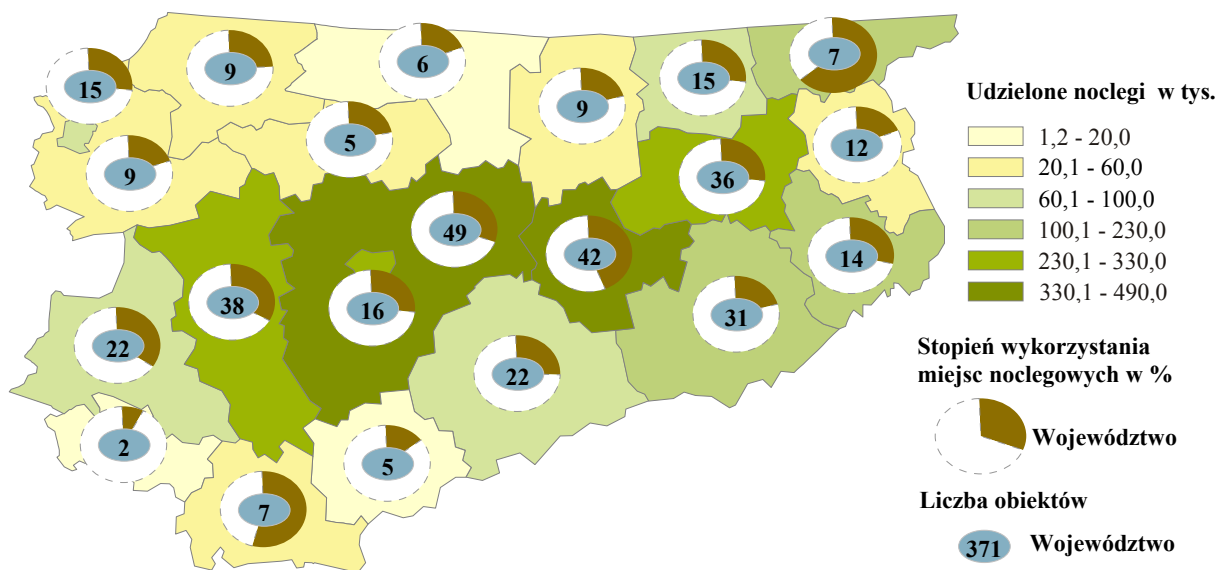 6
7
9
15
15
9
5
12
9
36
49
42
14
38
16
31
22
22
2
5
7
Udzielone noclegi w tys.
1,2 - 20,0
20,1 - 60,0
60,1 - 100,0
100,1 - 230,0
230,1 - 330,0
330,1 - 490,0
Stopień wykorzystania
miejsc noclegowych w %
Województwo
Liczba obiektów
371 Województwo